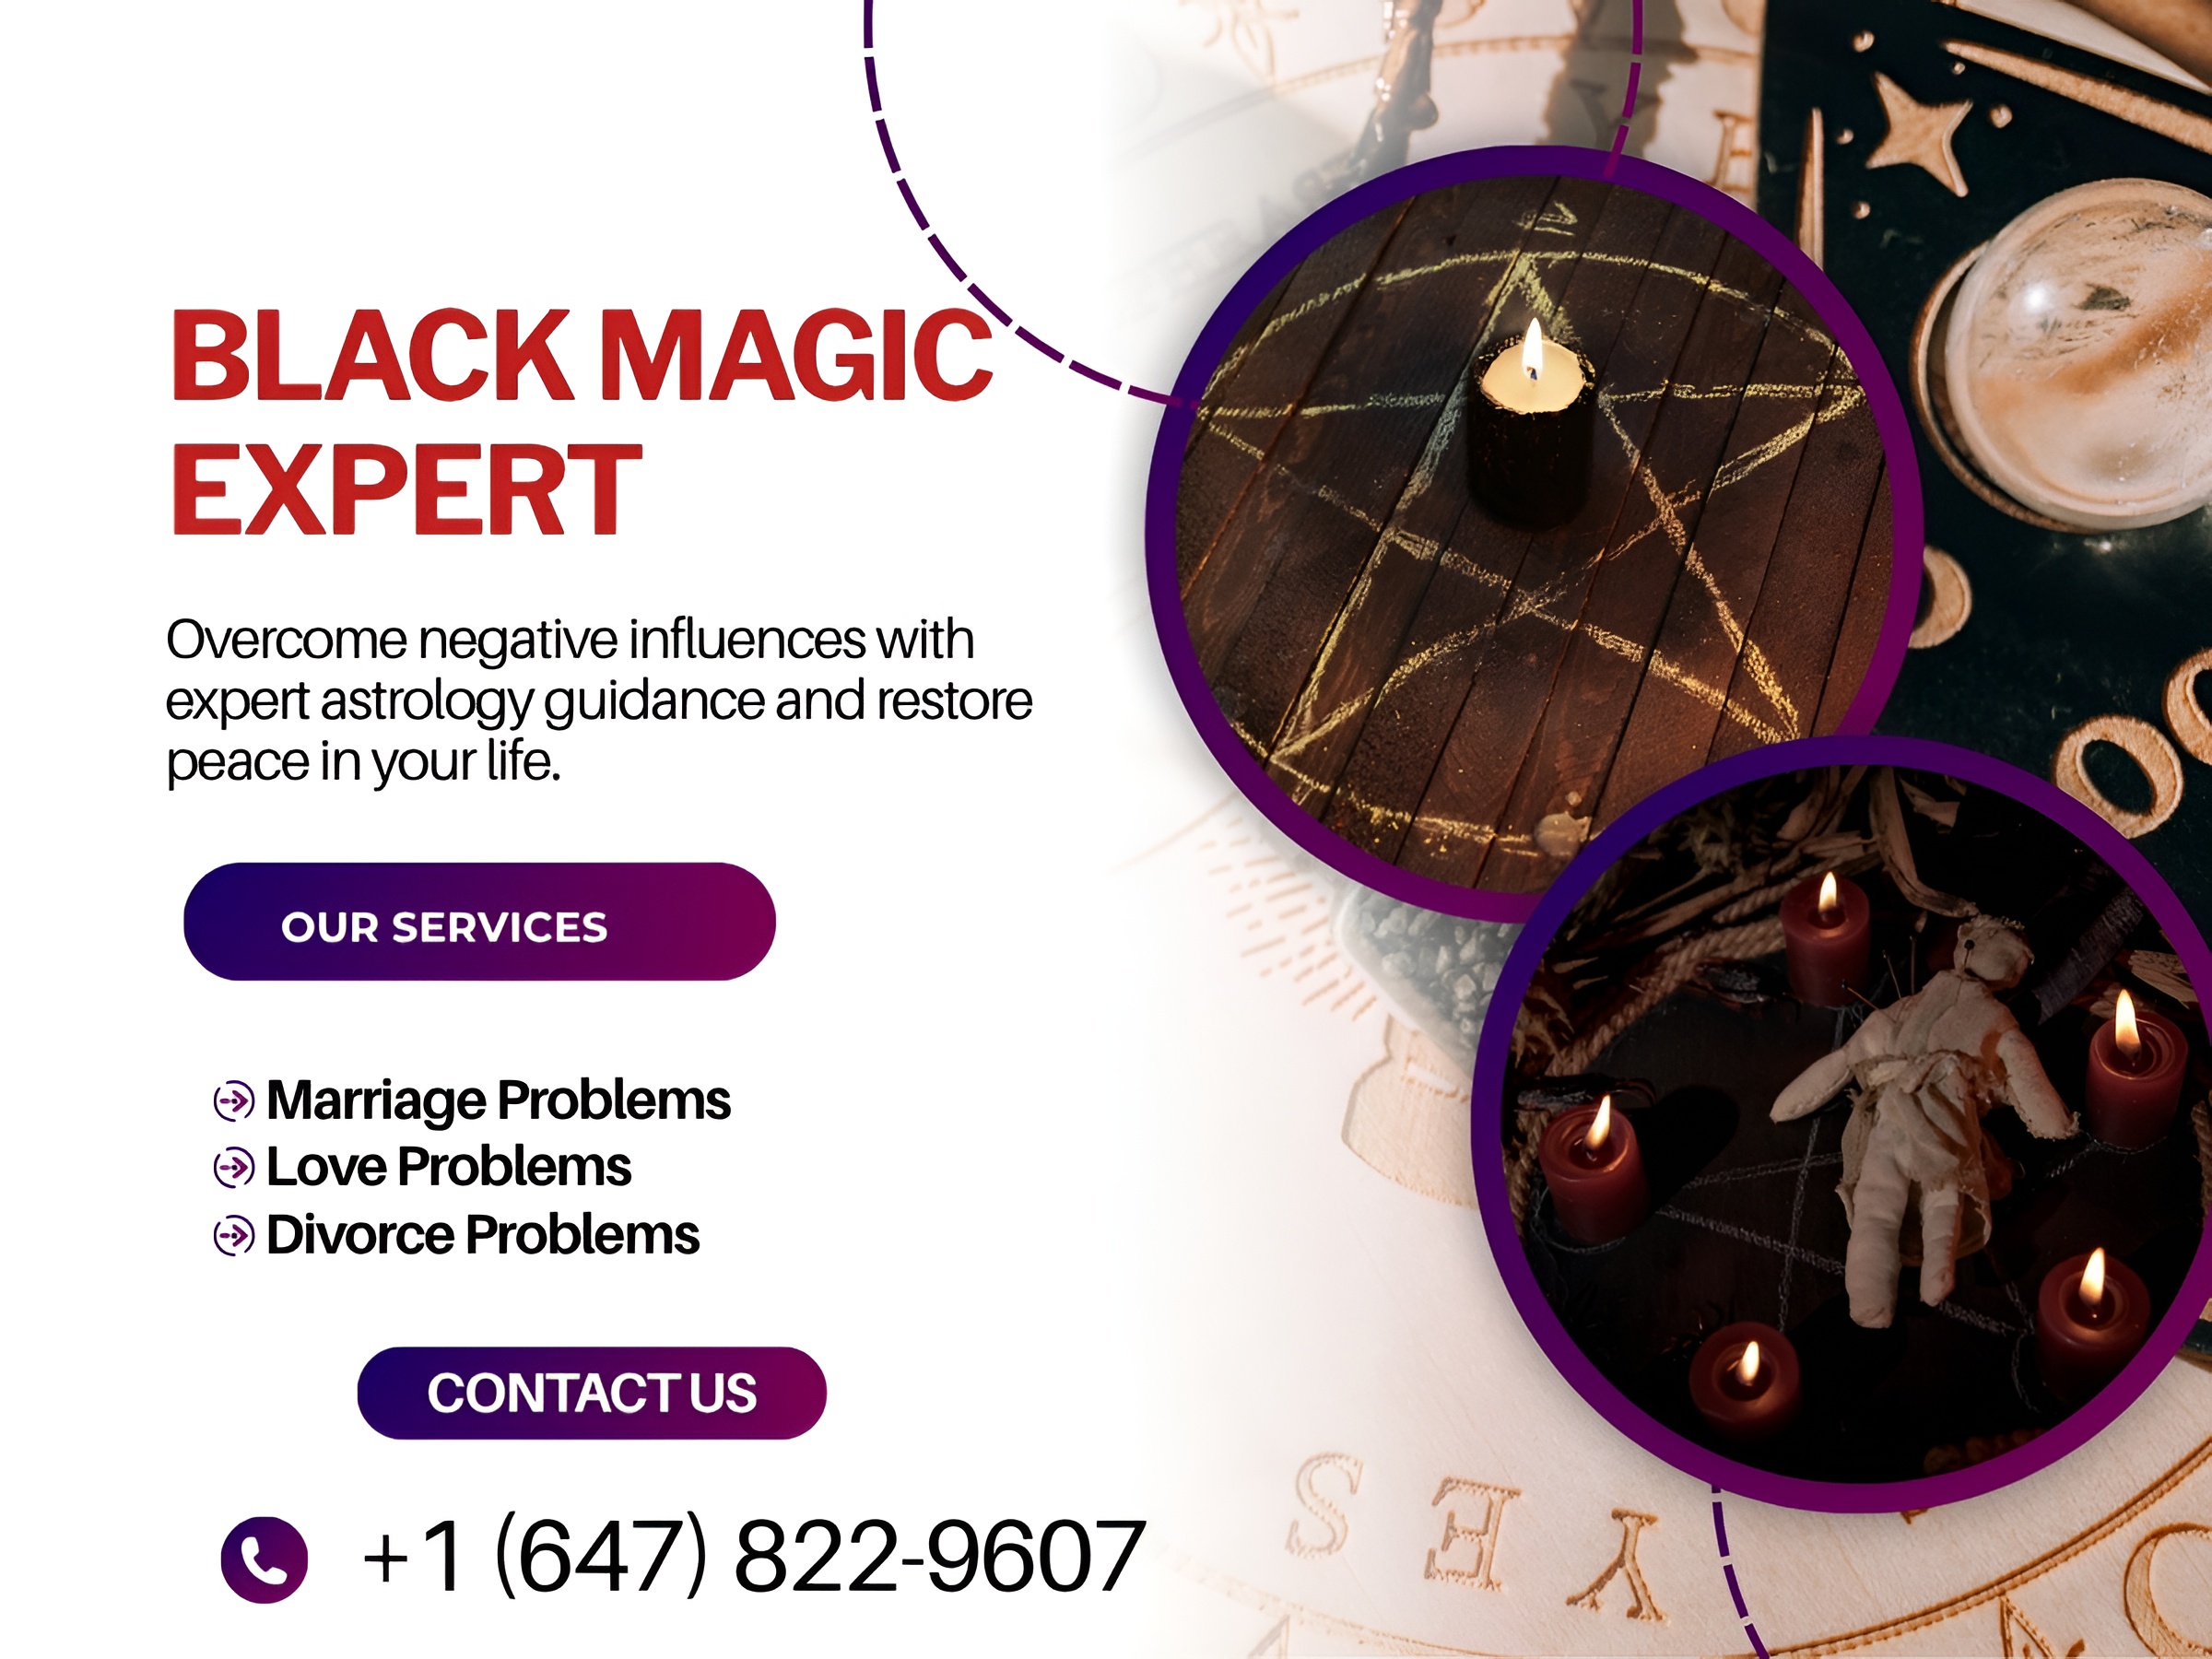 BLACK MAGIC
EXPERT
Overcome negative influences with
expert astrology guidance and restore
peace in your life.
OUR SERVICES
Marriage Problems
Love Problems
Divorce Problems
CONTACT US
+1 (647) 822-9607
YES